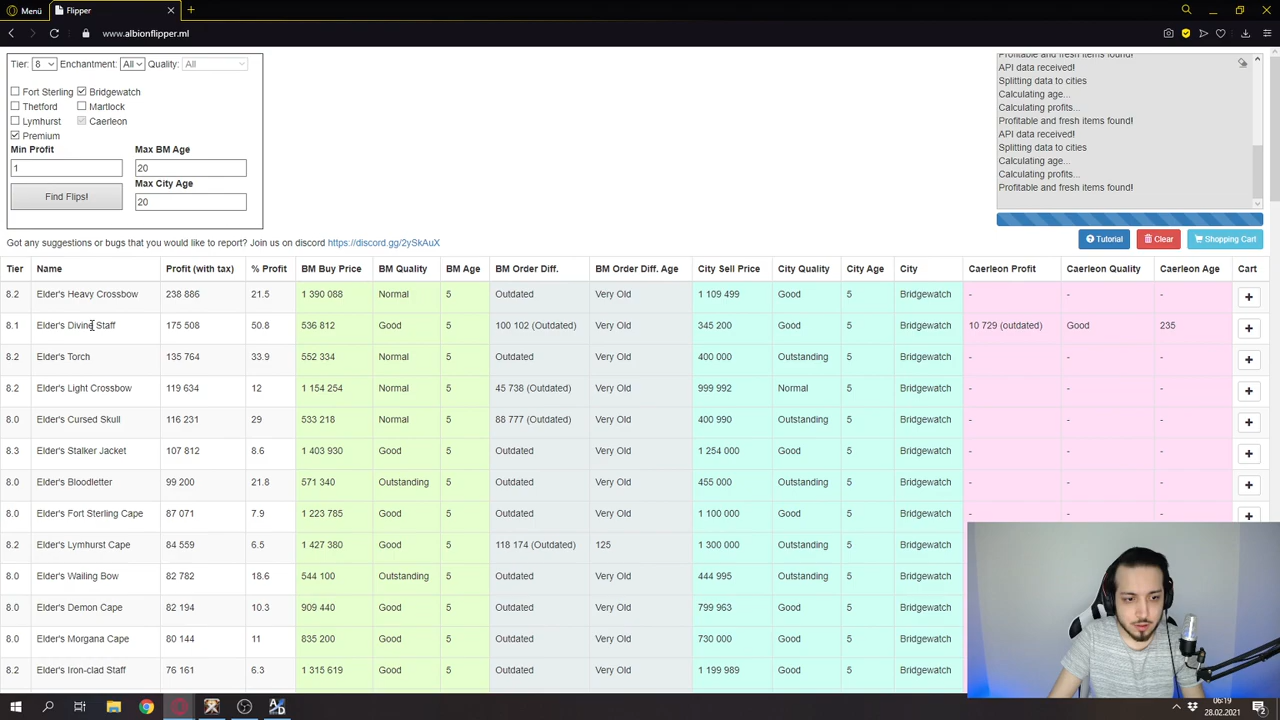 Menü
Flipper
www.albionflipper.ml
Tier: 8 Enchantment: All Quality: All
Fort Sterling Bridgewatch
Thetford Martlock
Lymhurst Caerleon
Premium
Min Profit Max BM Age
1 20
Max City Age
Find Flips! 20
Profitable and fresh items found!
API data received!
Splitting data to cities
Calculating age...
Calculating profits...
Profitable and fresh items found!
API data received!
Splitting data to cities
Calculating age...
Calculating profits...
Profitable and fresh items found!
Tutorial Clear Shopping Cart
Got any suggestions or bugs that you would like to report? Join us on discord https://discord.gg/2ySkAuX
Tier Name Profit (with tax) % Profit BM Buy Price BM Quality BM Age BM Order Diff. BM Order Diff. Age City Sell Price City Quality City Age City Caerleon Profit Caerleon Quality Caerleon Age Cart
8.2 Elder's Heavy Crossbow 238 886 21.5 1 390 088 Normal 5 Outdated Very Old 1 109 499 Good 5 Bridgewatch - - - +
8.1 Elder's Divine Staff 175 508 50.8 536 812 Good 5 100 102 (Outdated) Very Old 345 200 Good 5 Bridgewatch 10 729 (outdated) Good 235 +
8.2 Elder's Torch 135 764 33.9 552 334 Normal 5 Outdated Very Old 400 000 Outstanding 5 Bridgewatch - - - +
8.2 Elder's Light Crossbow 119 634 12 1 154 254 Normal 5 45 738 (Outdated) Very Old 999 992 Normal 5 Bridgewatch - - - +
8.0 Elder's Cursed Skull 116 231 29 533 218 Normal 5 88 777 (Outdated) Very Old 400 990 Outstanding 5 Bridgewatch - - - +
8.3 Elder's Stalker Jacket 107 812 8.6 1 403 930 Good 5 Outdated Very Old 1 254 000 Good 5 Bridgewatch - - - +
8.0 Elder's Bloodletter 99 200 21.8 571 340 Outstanding 5 Outdated Very Old 455 000 Outstanding 5 Bridgewatch - - - +
8.0 Elder's Fort Sterling Cape 87 071 7.9 1 223 785 Good 5 Outdated Very Old 1 100 000 Good 5 Bridgewatch - - - +
8.2 Elder's Lymhurst Cape 84 559 6.5 1 427 380 Good 5 118 174 (Outdated) 125 1 300 000 Good 5 Bridgewatch
8.0 Elder's Wailing Bow 82 782 18.6 544 100 Outstanding 5 Outdated Very Old 444 995 Outstanding 5 Bridgewatch
8.0 Elder's Demon Cape 82 194 10.3 909 440 Good 5 Outdated Very Old 799 963 Good 5 Bridgewatch
8.0 Elder's Morgana Cape 80 144 11 835 200 Good 5 Outdated Very Old 730 000 Good 5 Bridgewatch
8.2 Elder's Iron-clad Staff 76 161 6.3 1 315 619 Good 5 Outdated Very Old 1 199 989 Good 5 Bridgewatch
06:19
28.02.2021
2